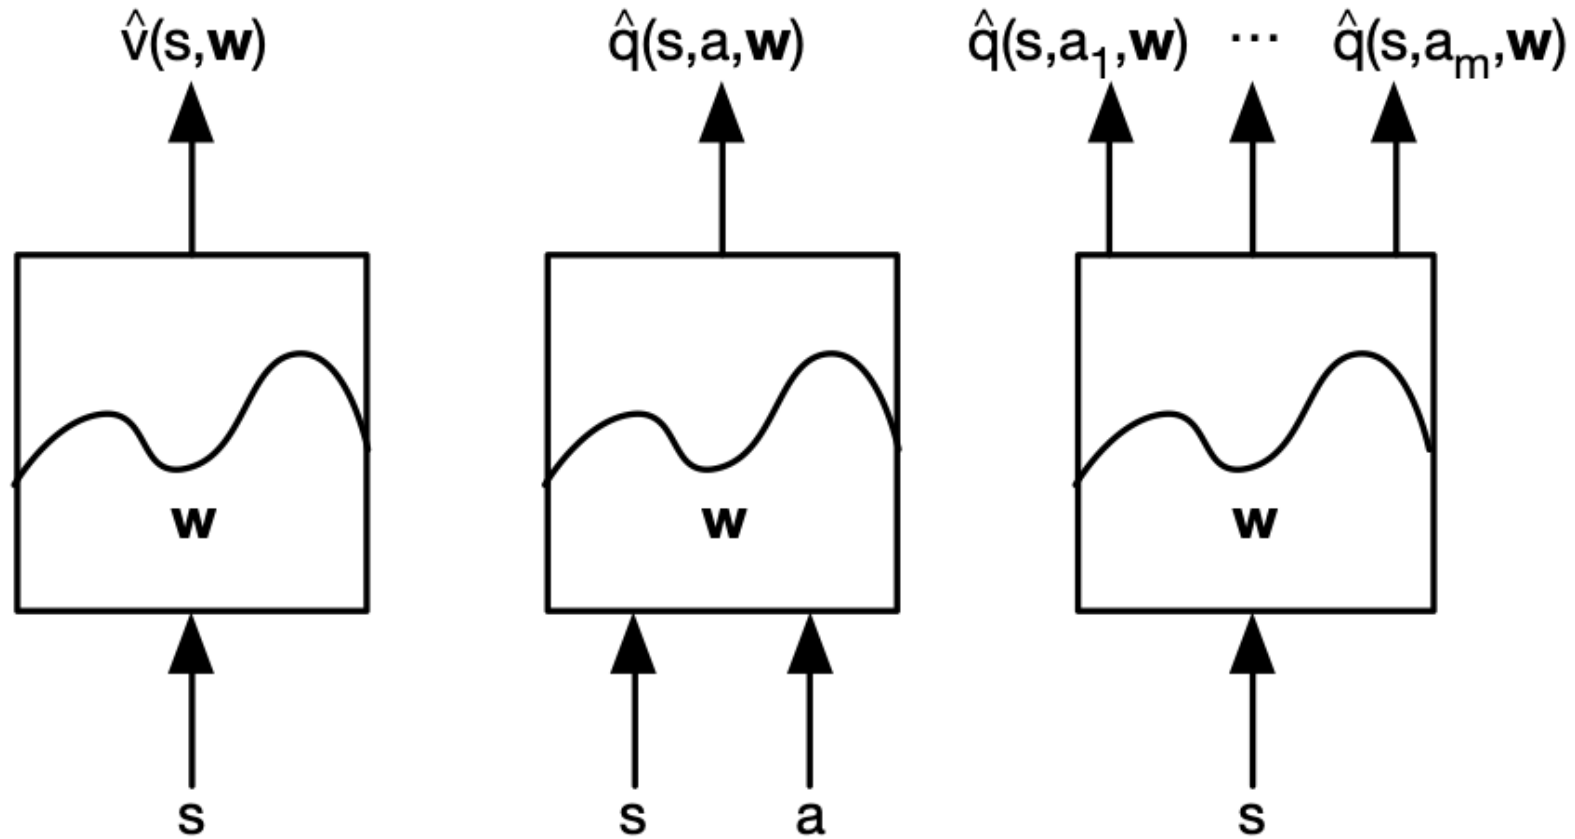 v̂(s,w) q̂(s,a,w) q̂(s,a₁,w) ⋯ q̂(s,aₘ,w)
w w w
s s a s